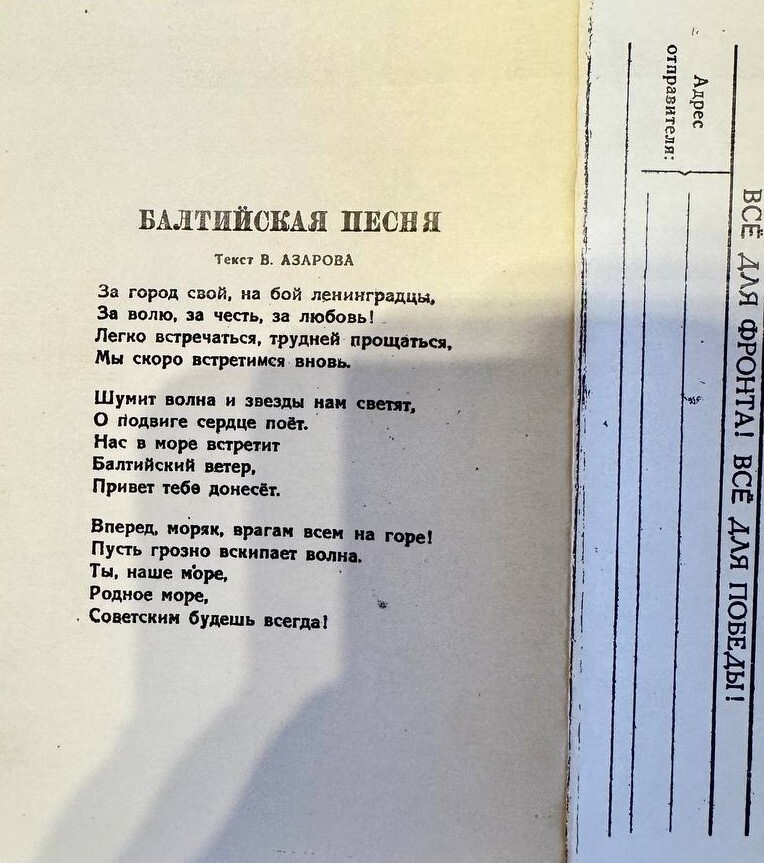 БАЛТИЙСКАЯ ПЕСНЯ
Текст В. АЗАРОВА
За город свой, на бой ленинградцы,
За волю, за честь, за любовь!
Легко встречаться, трудней прощаться,
Мы скоро встретимся вновь.
Шумит волна и звезды нам светят,
О подвиге сердце поёт.
Нас в море встретит
Балтийский ветер,
Привет тебе донесёт.
Вперед, моряк, врагам всем на горе!
Пусть грозно вскипает волна.
Ты, наше море,
Родное море,
Советским будешь всегда!
Адрес
отправителя:
ВСЁ ДЛЯ ФРОНТА! ВСЁ ДЛЯ ПОБЕДЫ!